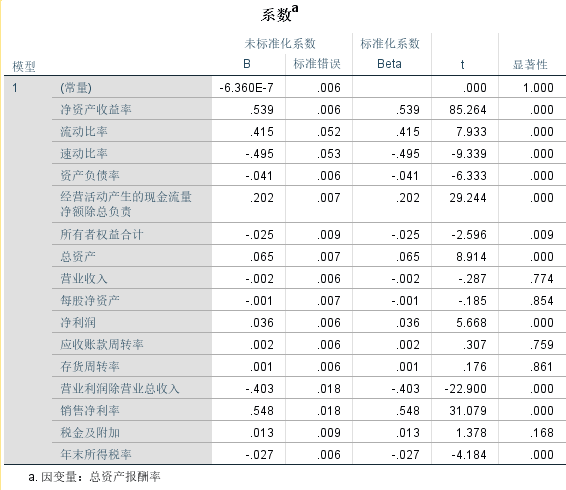 系数a
未标准化系数 标准化系数
模型 B 标准错误 Beta t 显著性
1 (常量) -6.360E-7 .006 .000 1.000
净资产收益率 .539 .006 .539 85.264 .000
流动比率 .415 .052 .415 7.933 .000
速动比率 -.495 .053 -.495 -9.339 .000
资产负债率 -.041 .006 -.041 -6.333 .000
经营活动产生的现金流量
净额除总负责 .202 .007 .202 29.244 .000
所有者权益合计 -.025 .009 -.025 -2.596 .009
总资产 .065 .007 .065 8.914 .000
营业收入 -.002 .006 -.002 -.287 .774
每股净资产 -.001 .007 -.001 -.185 .854
净利润 .036 .006 .036 5.668 .000
应收账款周转率 .002 .006 .002 .307 .759
存货周转率 .001 .006 .001 .176 .861
营业利润除营业总收入 -.403 .018 -.403 -22.900 .000
销售净利率 .548 .018 .548 31.079 .000
税金及附加 .013 .009 .013 1.378 .168
年末所得税率 -.027 .006 -.027 -4.184 .000
a. 因变量：总资产报酬率